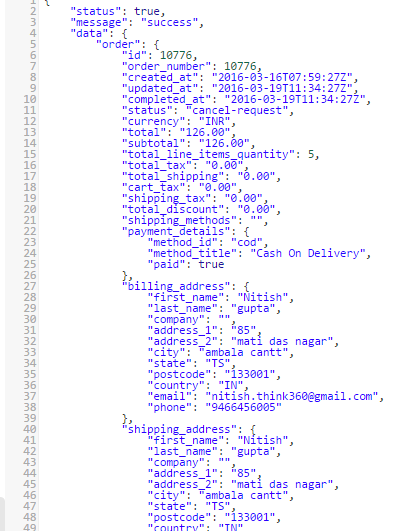 1 {
2 "status": true,
3 "message": "success",
4 "data": {
5 "order": {
6 "id": 10776,
7 "order_number": 10776,
8 "created_at": "2016-03-16T07:59:27Z",
9 "updated_at": "2016-03-19T11:34:27Z",
10 "completed_at": "2016-03-19T11:34:27Z",
11 "status": "cancel-request",
12 "currency": "INR",
13 "total": "126.00",
14 "subtotal": "126.00",
15 "total_line_items_quantity": 5,
16 "total_tax": "0.00",
17 "total_shipping": "0.00",
18 "cart_tax": "0.00",
19 "shipping_tax": "0.00",
20 "total_discount": "0.00",
21 "shipping_methods": "",
22 "payment_details": {
23 "method_id": "cod",
24 "method_title": "Cash On Delivery",
25 "paid": true
26 },
27 "billing_address": {
28 "first_name": "Nitish",
29 "last_name": "gupta",
30 "company": "",
31 "address_1": "85",
32 "address_2": "mati das nagar",
33 "city": "ambala cantt",
34 "state": "TS",
35 "postcode": "133001",
36 "country": "IN",
37 "email": "nitish.think360@gmail.com",
38 "phone": "9466456005"
39 },
40 "shipping_address": {
41 "first_name": "Nitish",
42 "last_name": "gupta",
43 "company": "",
44 "address_1": "85",
45 "address_2": "mati das nagar",
46 "city": "ambala cantt",
47 "state": "TS",
48 "postcode": "133001",
49 "country": "IN"